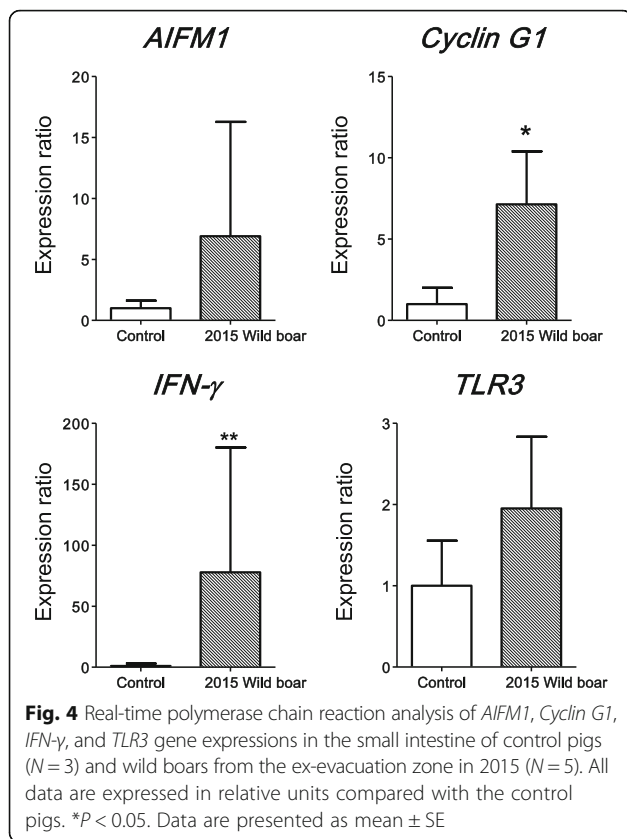 AIFM1
Cyclin G1
Expression ratio
20
15
10
5
0
Control
2015 Wild boar
Expression ratio
15
10
5
0
*
Control
2015 Wild boar
IFN-γ
TLR3
Expression ratio
200
150
100
50
0
**
Control
2015 Wild boar
Expression ratio
3
2
1
0
Control
2015 Wild boar
Fig. 4 Real-time polymerase chain reaction analysis of AIFM1, Cyclin G1,
IFN-γ, and TLR3 gene expressions in the small intestine of control pigs
(N = 3) and wild boars from the ex-evacuation zone in 2015 (N = 5). All
data are expressed in relative units compared with the control
pigs. *P < 0.05. Data are presented as mean ± SE